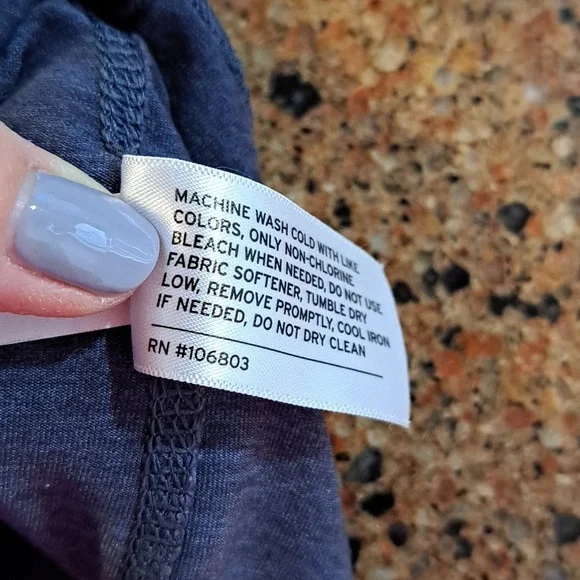 MACHINE WASH COLD WITH LIKE
COLORS, ONLY NON-CHLORINE
BLEACH WHEN NEEDED, DO NOT USE
FABRIC SOFTENER, TUMBLE DRY
LOW, REMOVE PROMPTLY, COOL IRON
IF NEEDED, DO NOT DRY CLEAN
RN #106803